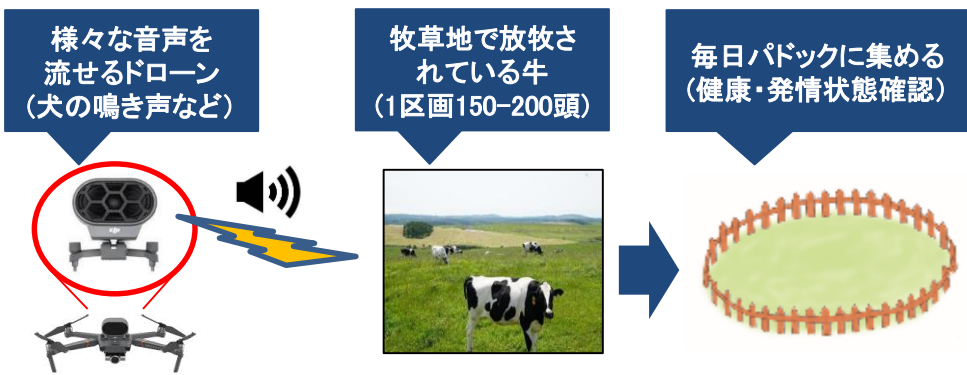 様々な音声を
流せるドローン
（犬の鳴き声など）
牧草地で放牧さ
れている牛
（1区画150-200頭）
毎日パドックに集める
（健康・発情状態確認）
dji